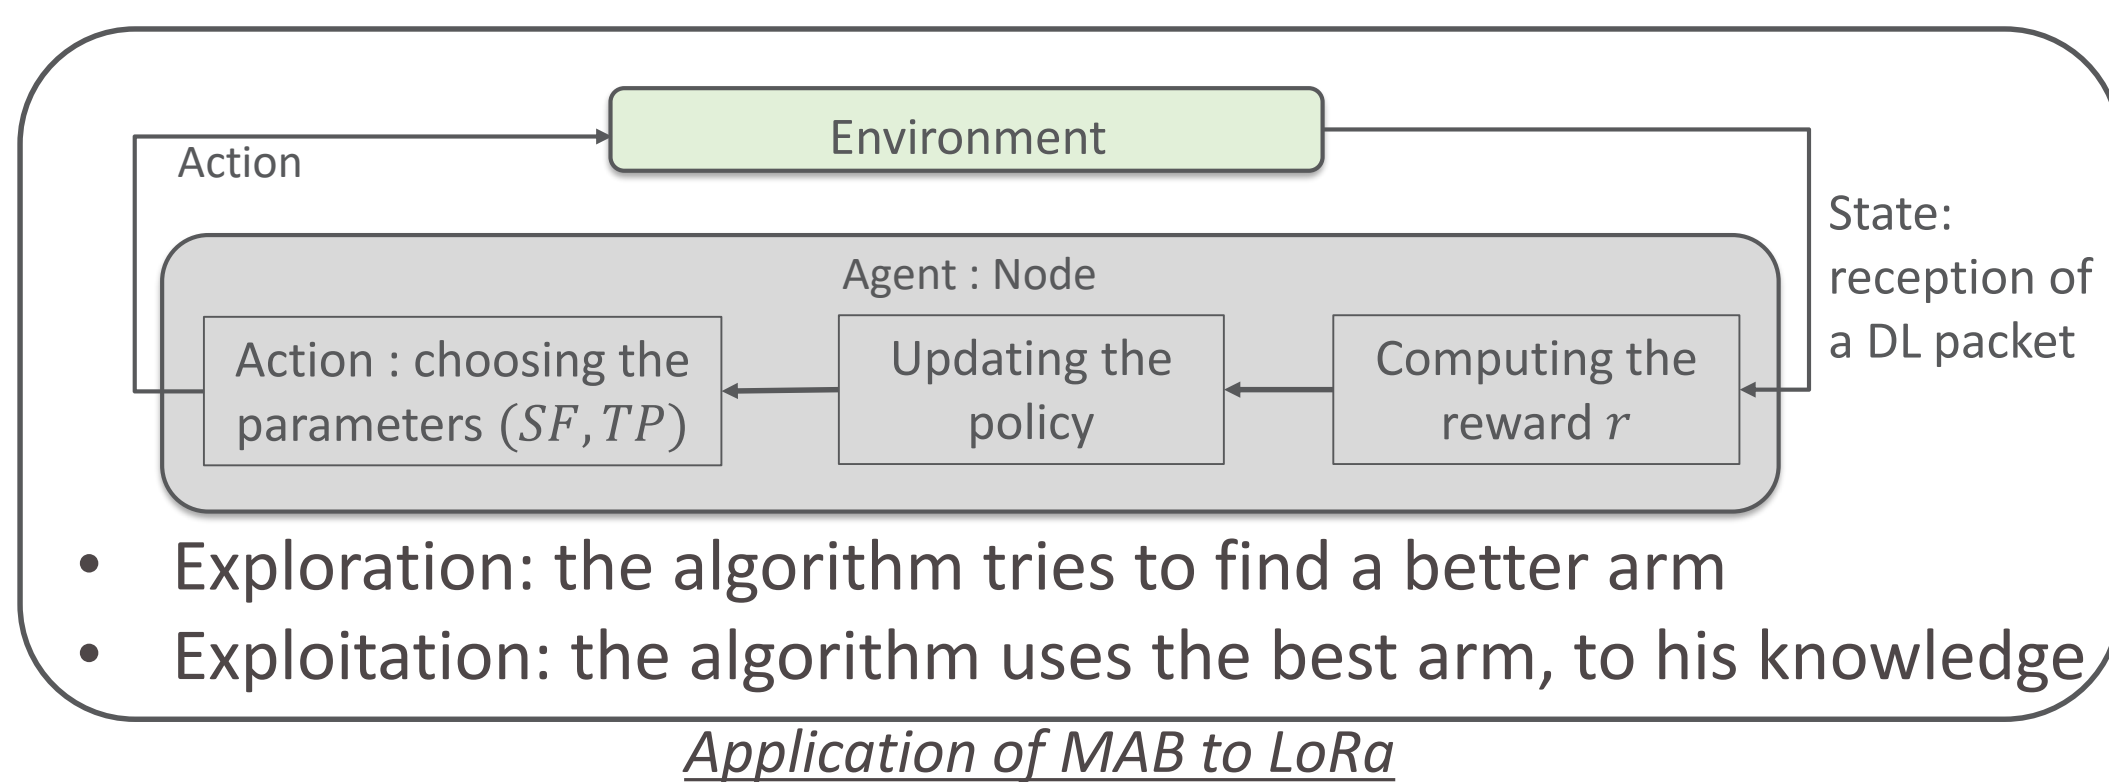 Environment
Action
State:
reception of
a DL packet
Agent : Node
Action : choosing the
parameters (SF, TP)
Updating the
policy
Computing the
reward r
• Exploration: the algorithm tries to find a better arm
• Exploitation: the algorithm uses the best arm, to his knowledge
Application of MAB to LoRa